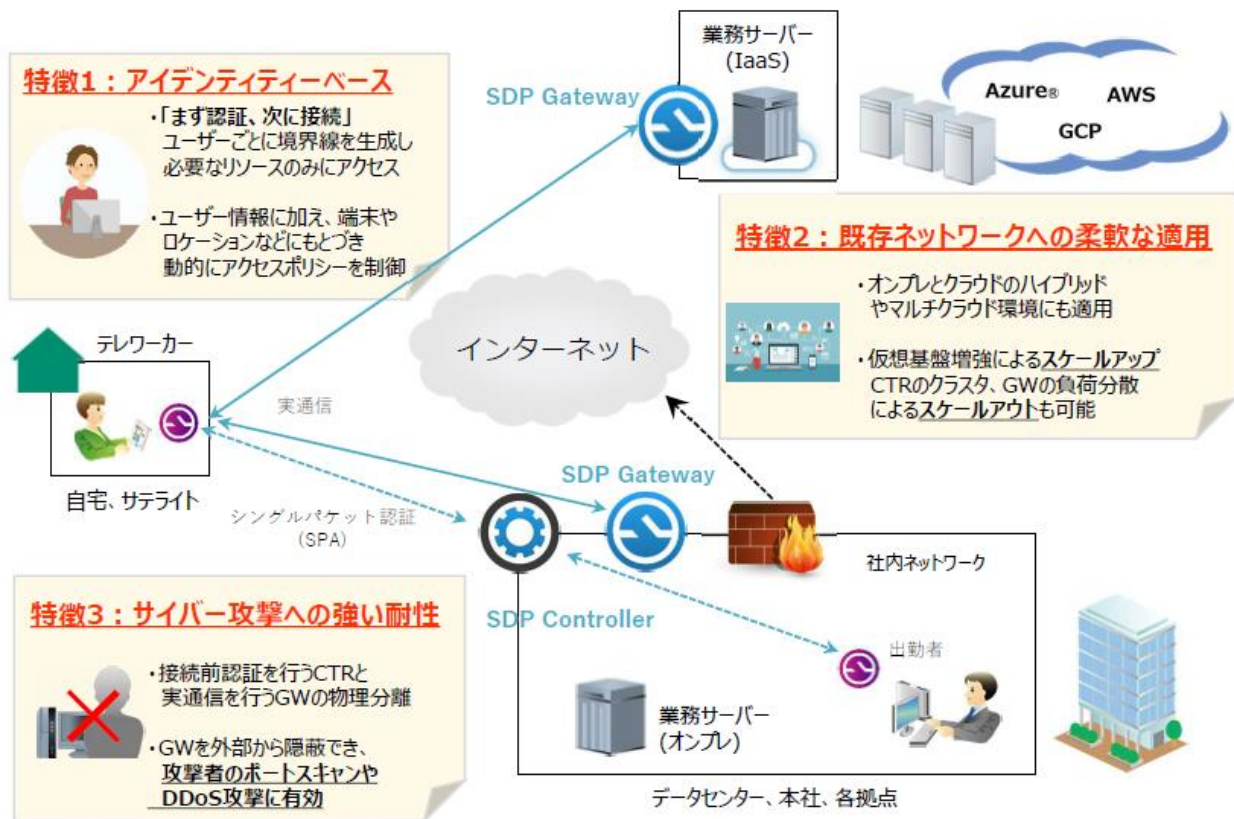 特徴1：アイデンティティーベース
・「まず認証、次に接続」
ユーザーごとに境界線を生成し
必要なリソースのみにアクセス
・ユーザー情報に加え、端末や
ロケーションなどにもとづき
動的にアクセスポリシーを制御
SDP Gateway
業務サーバー
(IaaS)
Azure®
AWS
GCP
特徴2：既存ネットワークへの柔軟な適用
・オンプレとクラウドのハイブリッド
やマルチクラウド環境にも適用
・仮想基盤増強によるスケールアップ
CTRのクラスタ、GWの負荷分散
によるスケールアウトも可能
インターネット
テレワーカー
実通信
自宅、サテライト
シングルパケット認証
(SPA)
SDP Gateway
社内ネットワーク
SDP Controller
出勤者
業務サーバー
(オンプレ)
データセンター、本社、各拠点
特徴3：サイバー攻撃への強い耐性
・接続前認証を行うCTRと
実通信を行うGWの物理分離
・GWを外部から隠蔽でき、
攻撃者のポートスキャンや
DDoS攻撃に有効